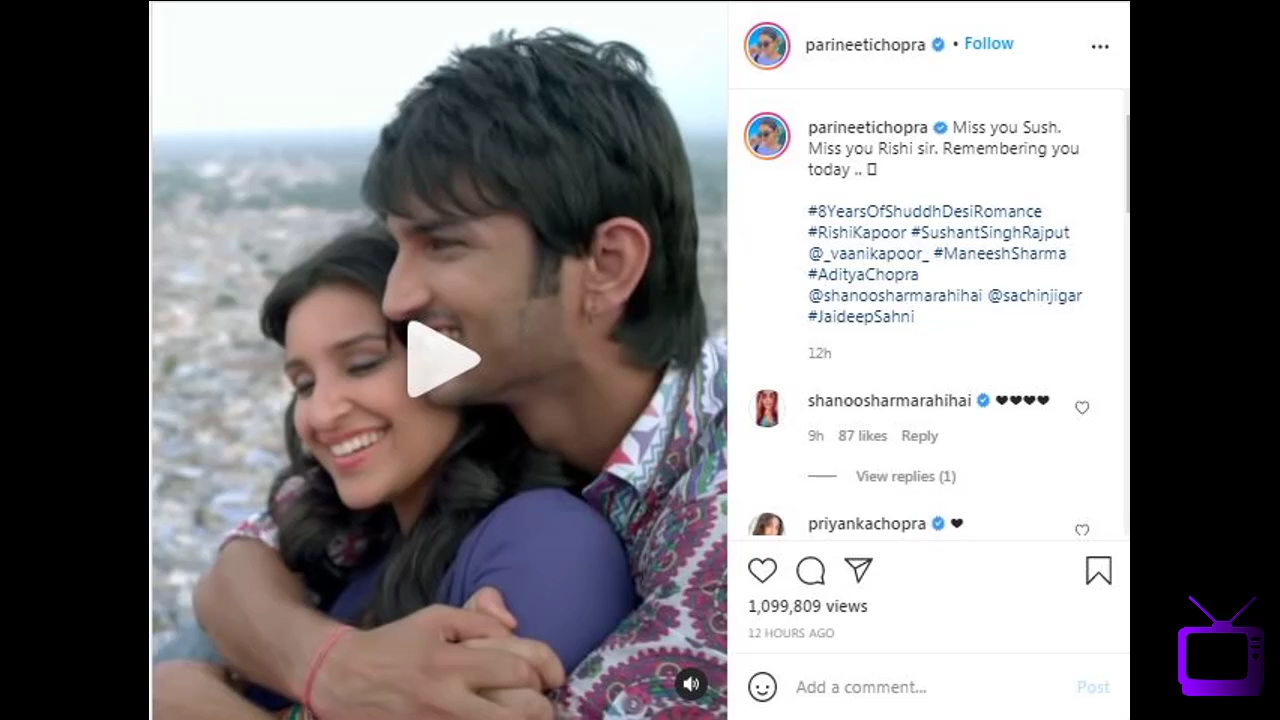 parineetichopra • Follow
parineetichopra Miss you Sush.
Miss you Rishi sir. Remembering you
today ..
#8YearsOfShuddhDesiRomance
#RishiKapoor #SushantSinghRajput
@_vaanikapoor_ #ManeeshSharma
#AdityaChopra
@shanoosharmarahihai @sachinjigar
#JaideepSahni
12h
shanoosharmarahihai ♥♥♥♥
9h 87 likes Reply
View replies (1)
priyankachopra ♥
1,099,809 views
12 HOURS AGO
Add a comment... Post